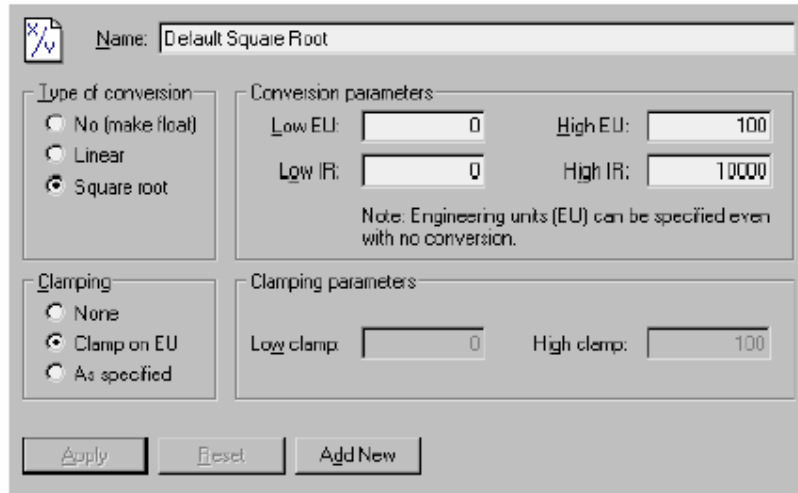 X/Y
Name: Default Square Root
Type of conversion
No (make float)
Linear
Square root
Conversion parameters
Low EU: 0 High EU: 100
Low IR: 0 High IR: 10000
Note: Engineering units (EU) can be specified even
with no conversion.
Clamping
None
Clamp on EU
As specified
Clamping parameters
Low clamp: 0 High clamp: 100
Apply Reset Add New